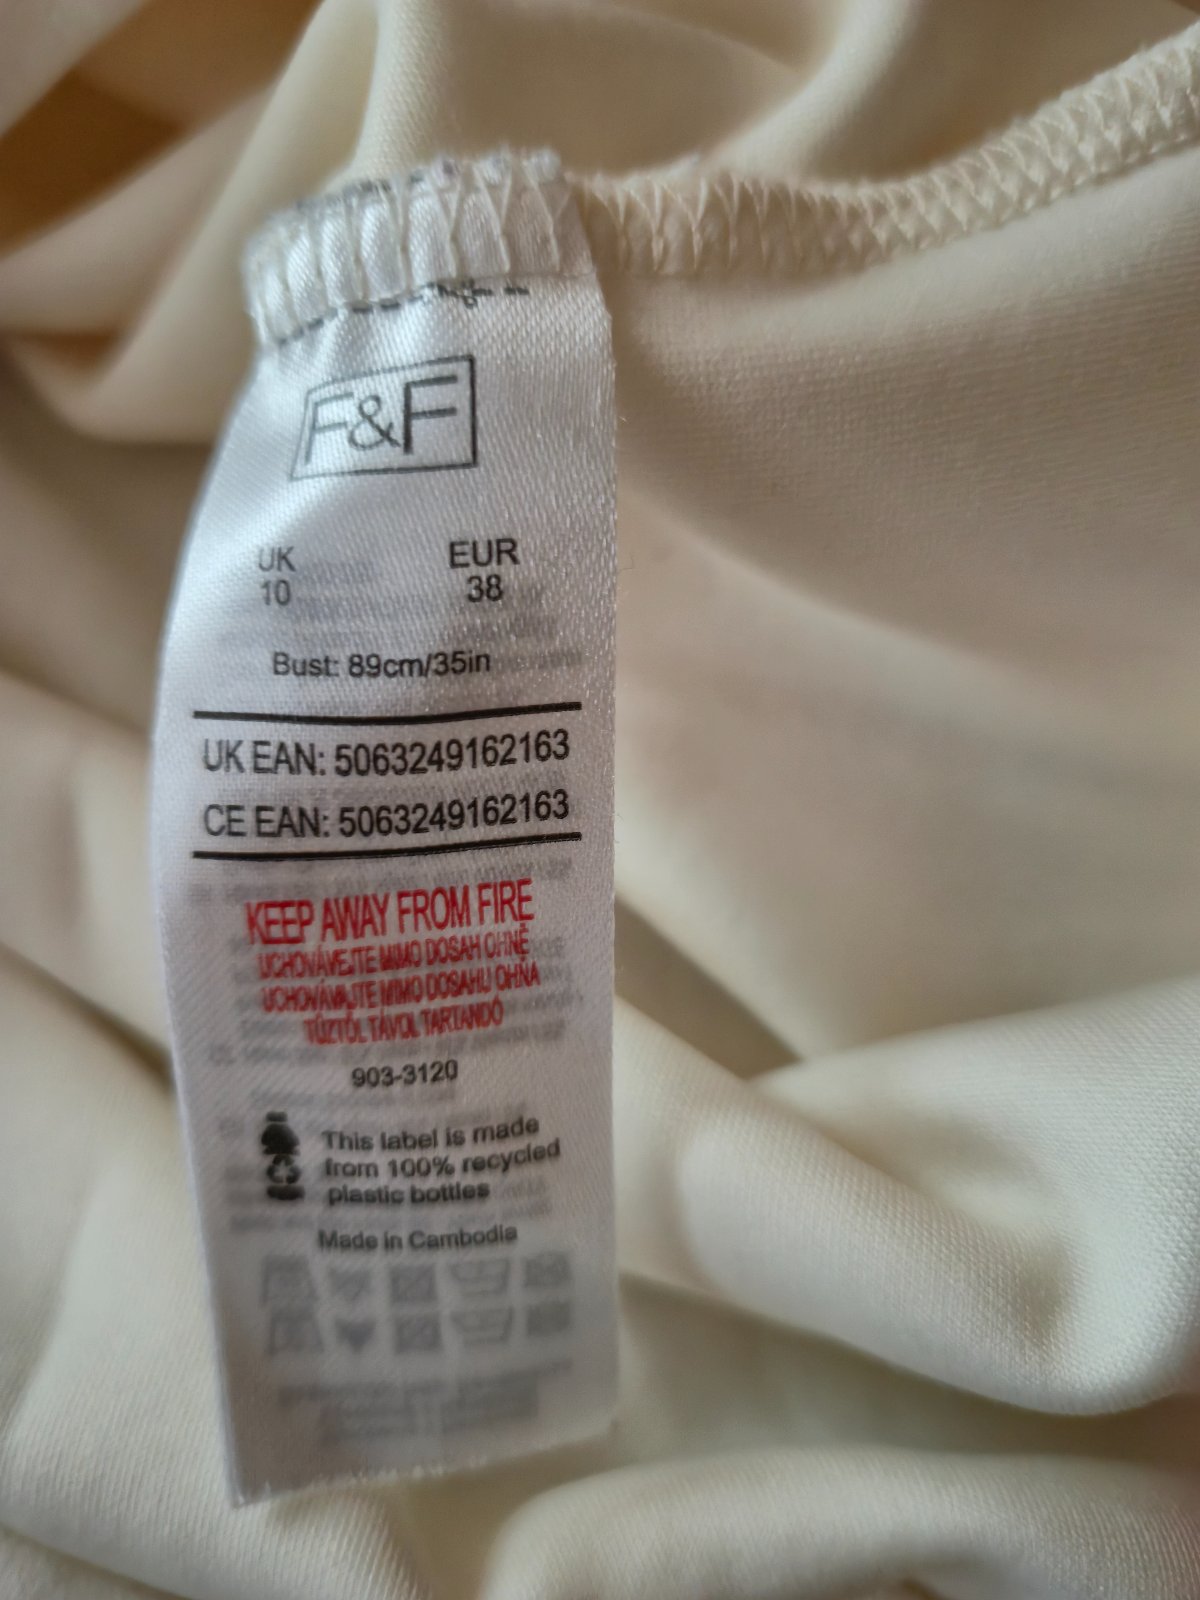 F&F
UK EUR
10 38
Bust: 89cm/35in
UK EAN: 5063249162163
CE EAN: 5063249162163
KEEP AWAY FROM FIRE
UCHOVÁVEJTE MIMO DOSAH OHNĚ
UCHOVÁVAJTE MIMO DOSAHU OHŇA
TŰZTŐL TÁVOL TARTANDÓ
903-3120
This label is made
from 100% recycled
plastic bottles
Made in Cambodia